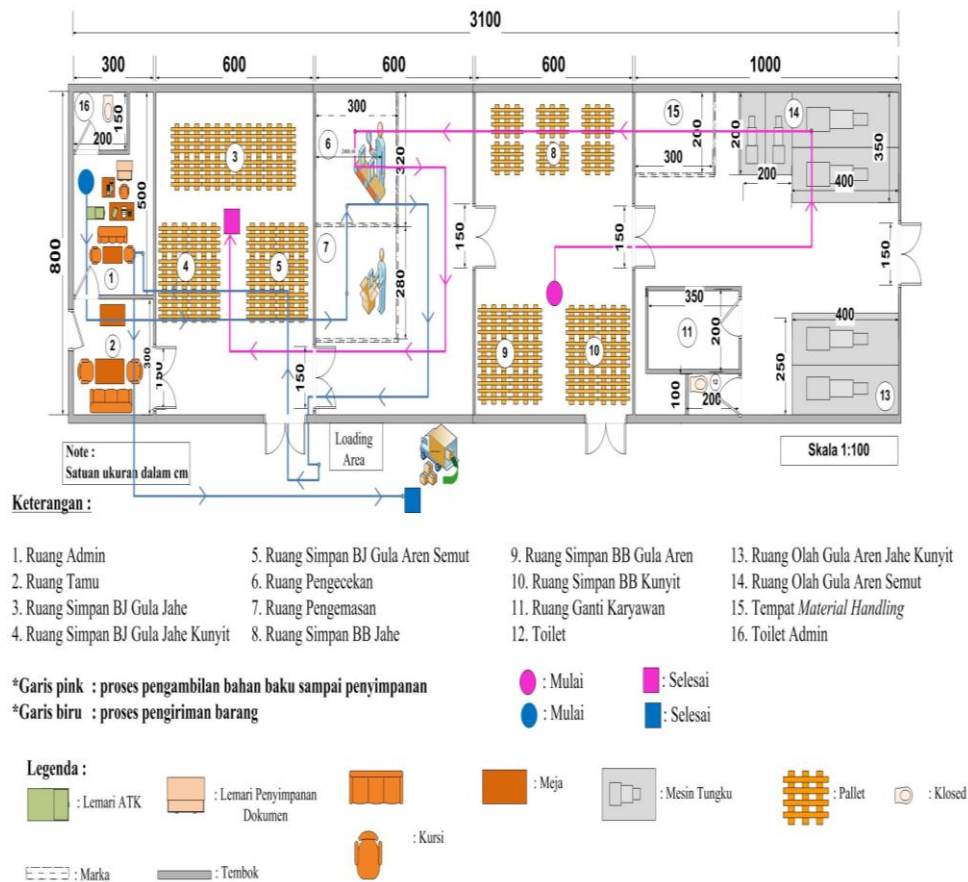 3100
300 600 600 600 1000
16
150
200
3
300
6
320
8
15
200
300
200
14
350
200
400
500
800
4
5
7
280
150
150
150
1
2
300
150
150
9
10
350
11
200
100
12
200
400
250
13
Note :
Satuan ukuran dalam cm
Loading
Area
Skala 1:100
Keterangan :
1. Ruang Admin
2. Ruang Tamu
3. Ruang Simpan BJ Gula Jahe
4. Ruang Simpan BJ Gula Jahe Kunyit
5. Ruang Simpan BJ Gula Aren Semut
6. Ruang Pengecekan
7. Ruang Pengemasan
8. Ruang Simpan BB Jahe
9. Ruang Simpan BB Gula Aren
10. Ruang Simpan BB Kunyit
11. Ruang Ganti Karyawan
12. Toilet
13. Ruang Olah Gula Aren Jahe Kunyit
14. Ruang Olah Gula Aren Semut
15. Tempat Material Handling
16. Toilet Admin
*Garis pink : proses pengambilan bahan baku sampai penyimpanan
*Garis biru : proses pengiriman barang
: Mulai : Selesai
: Mulai : Selesai
Legenda :
: Lemari ATK
: Lemari Penyimpanan
Dokumen
: Kursi
: Meja
: Mesin Tungku
: Pallet
: Klosed
: Marka
: Tembok